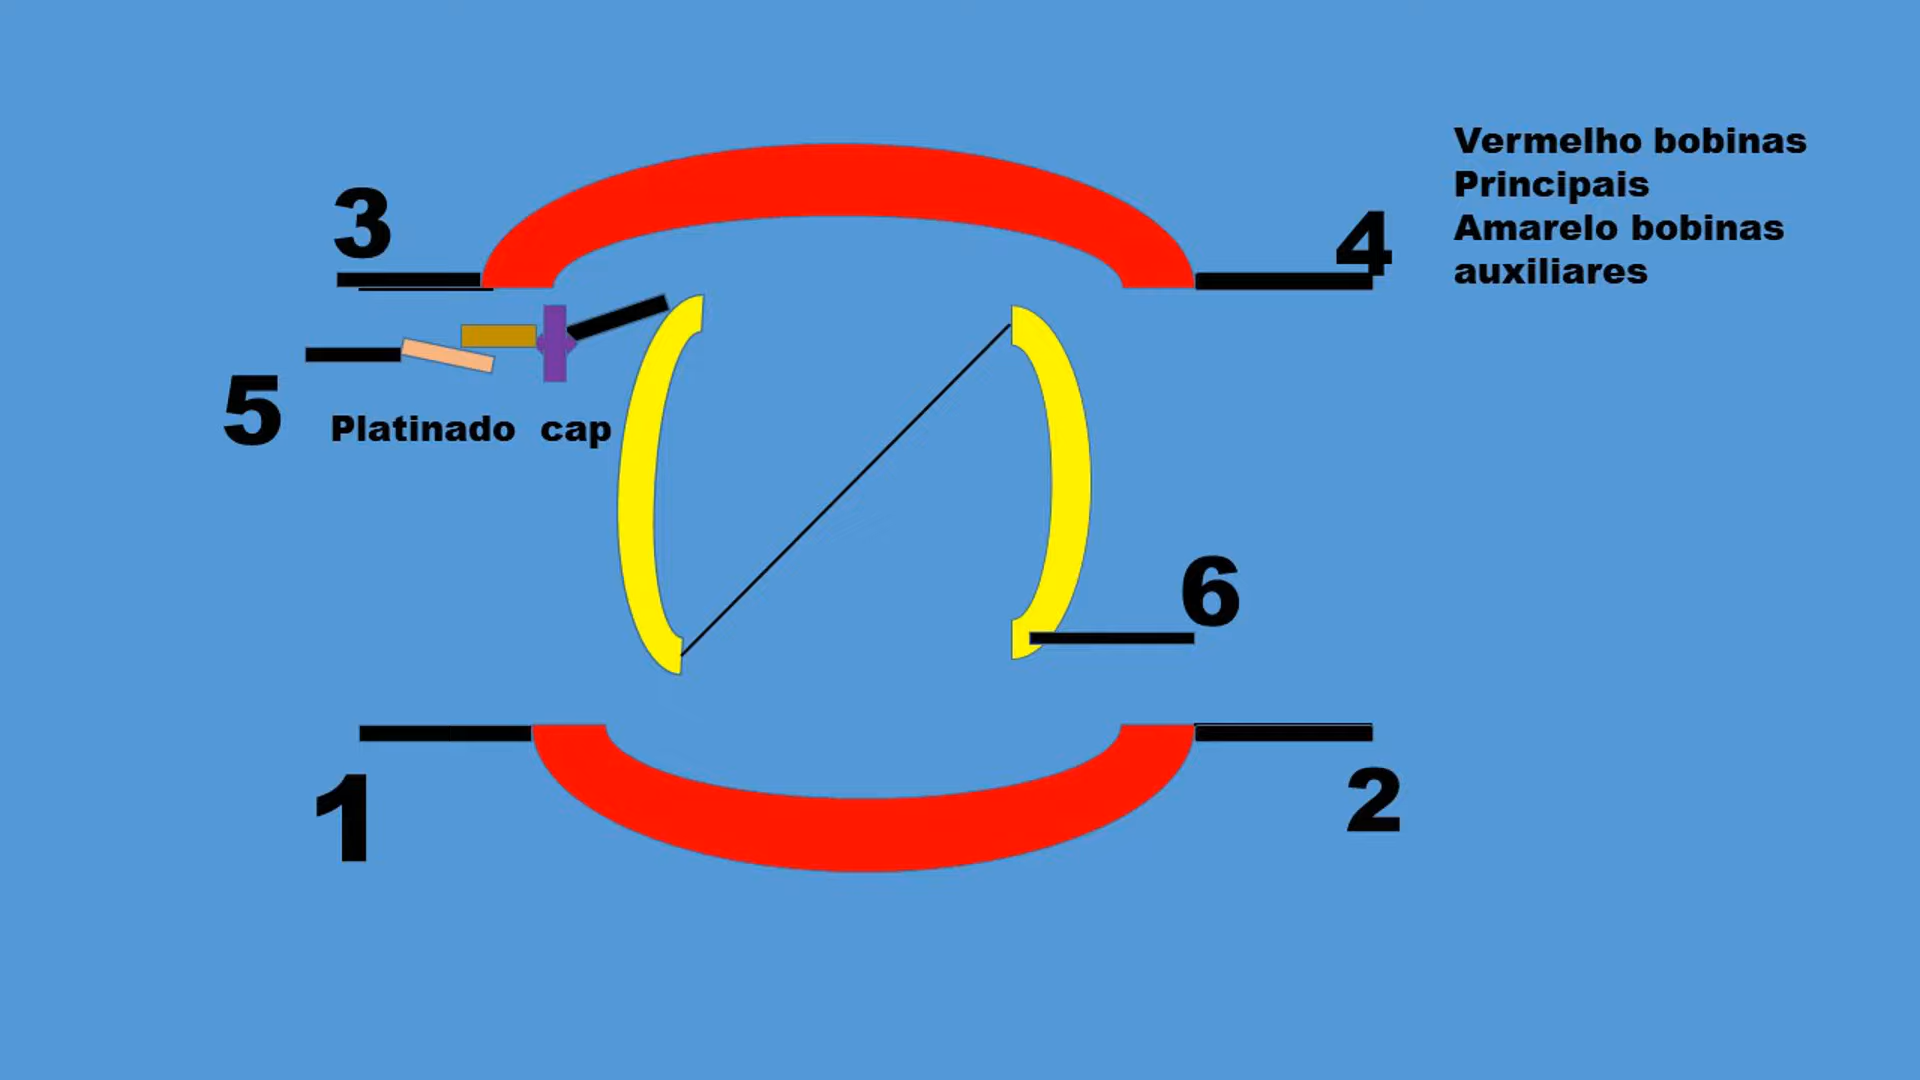 Vermelho bobinas
Principais
Amarelo bobinas
auxiliares
3
4
5
Platinado cap
6
1
2